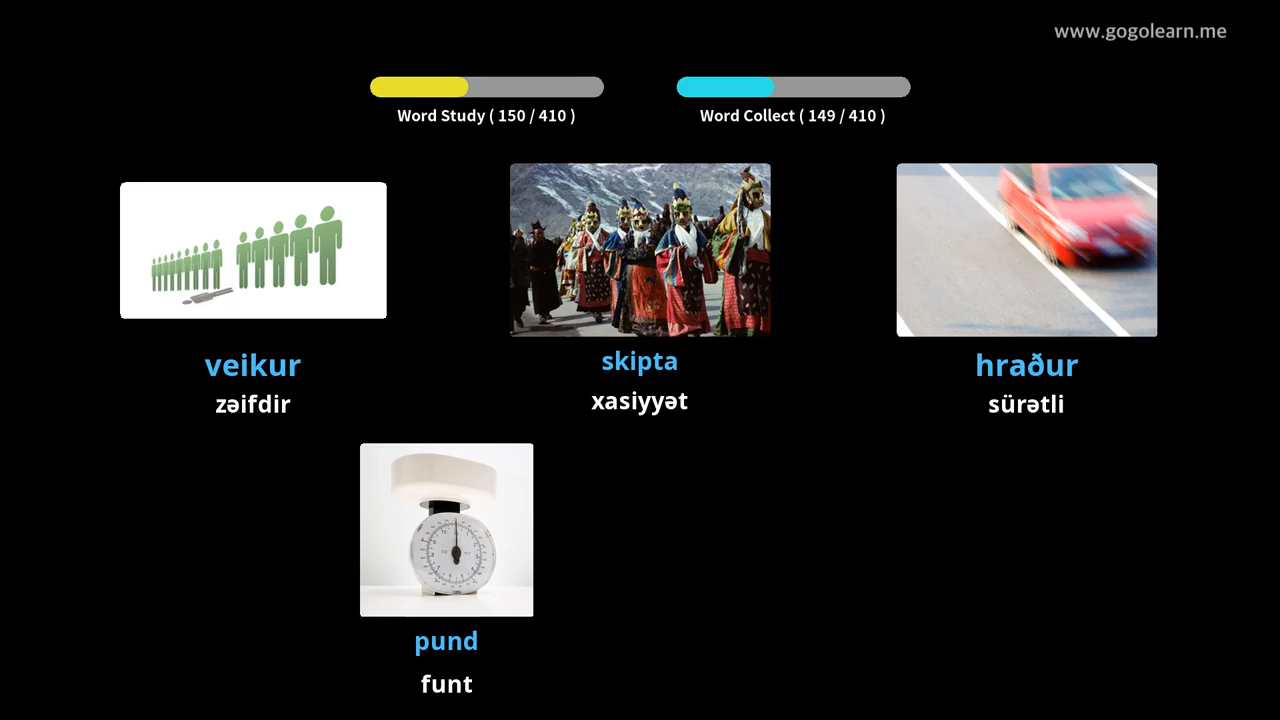 www.gogolearn.me
Word Study ( 150 / 410 )
Word Collect ( 149 / 410 )
veikur
zəifdir
skipta
xasiyyət
hraður
sürətli
pund
funt